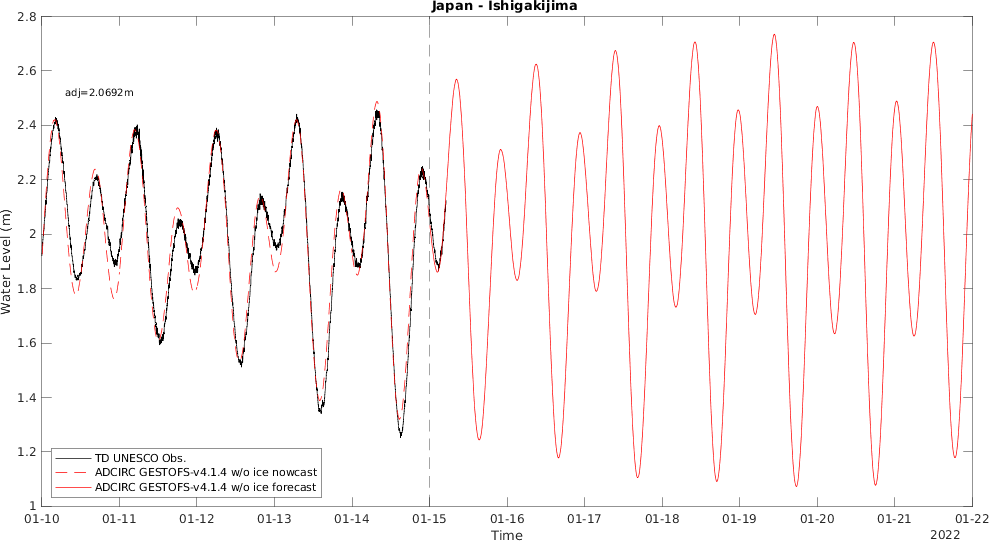 Japan - Ishigakijima
2.8
2.6
2.4
2.2
2
1.8
1.6
1.4
1.2
1
Water Level (m)
adj=2.0692m
TD UNESCO Obs.
ADCIRC GESTOFS-v4.1.4 w/o ice nowcast
ADCIRC GESTOFS-v4.1.4 w/o ice forecast
01-10 01-11 01-12 01-13 01-14 01-15 01-16 01-17 01-18 01-19 01-20 01-21 01-22
Time
2022